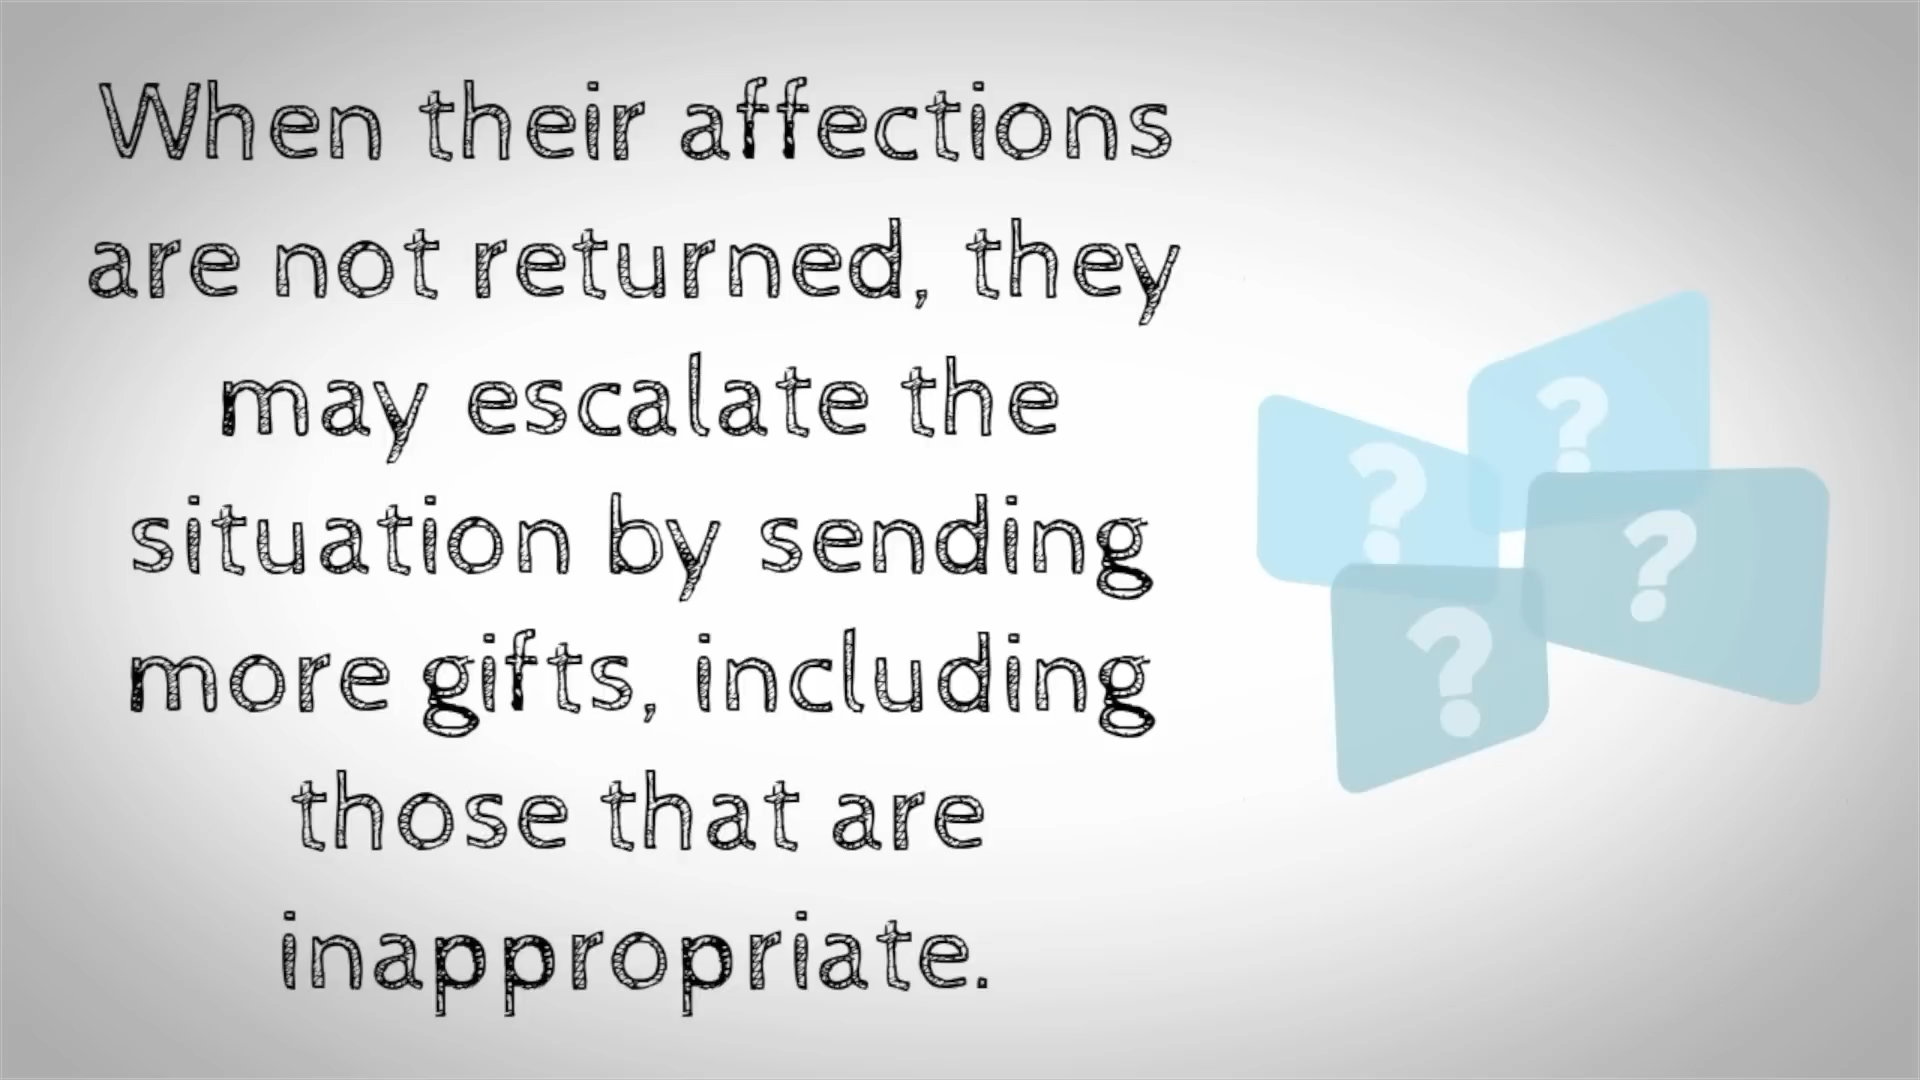 When their affections
are not returned, they
may escalate the
situation by sending
more gifts, including
those that are
inappropriate.
?
?
?
?